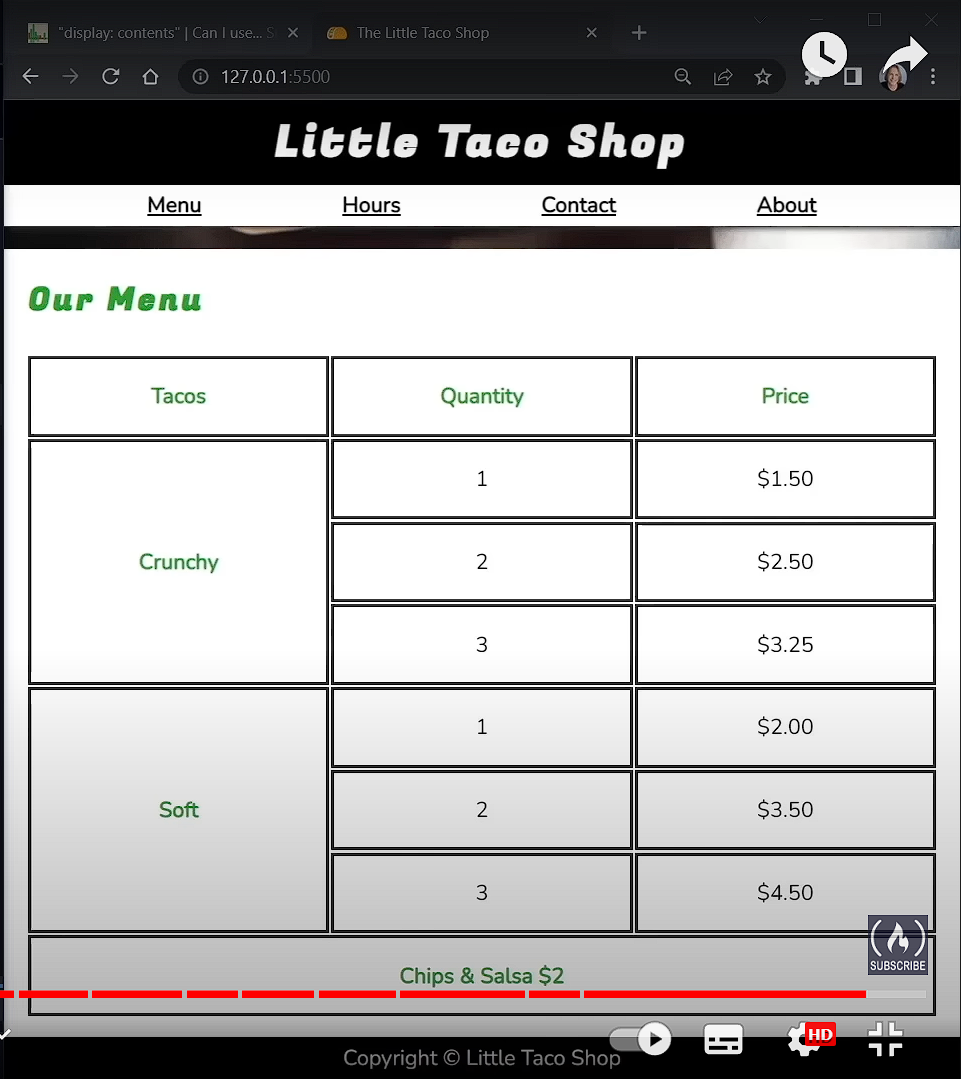 "display: contents" | Can I use... S
The Little Taco Shop
127.0.0.1:5500
Little Taco Shop
Menu Hours Contact About
Our Menu
Tacos Quantity Price
Crunchy
1 $1.50
2 $2.50
3 $3.25
Soft
1 $2.00
2 $3.50
3 $4.50
SUBSCRIBE
Chips & Salsa $2
HD
Copyright © Little Taco Shop